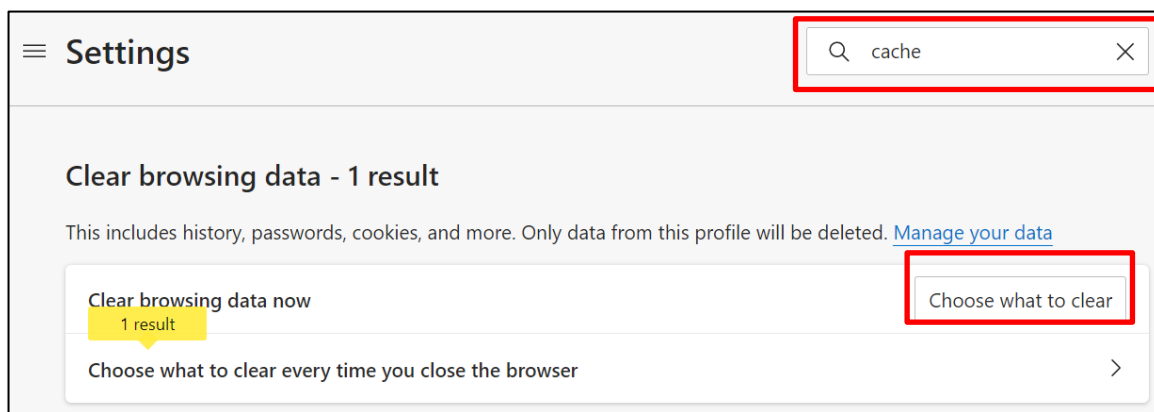 Settings
cache
Clear browsing data - 1 result
This includes history, passwords, cookies, and more. Only data from this profile will be deleted. Manage your data
Clear browsing data now
Choose what to clear
1 result
Choose what to clear every time you close the browser